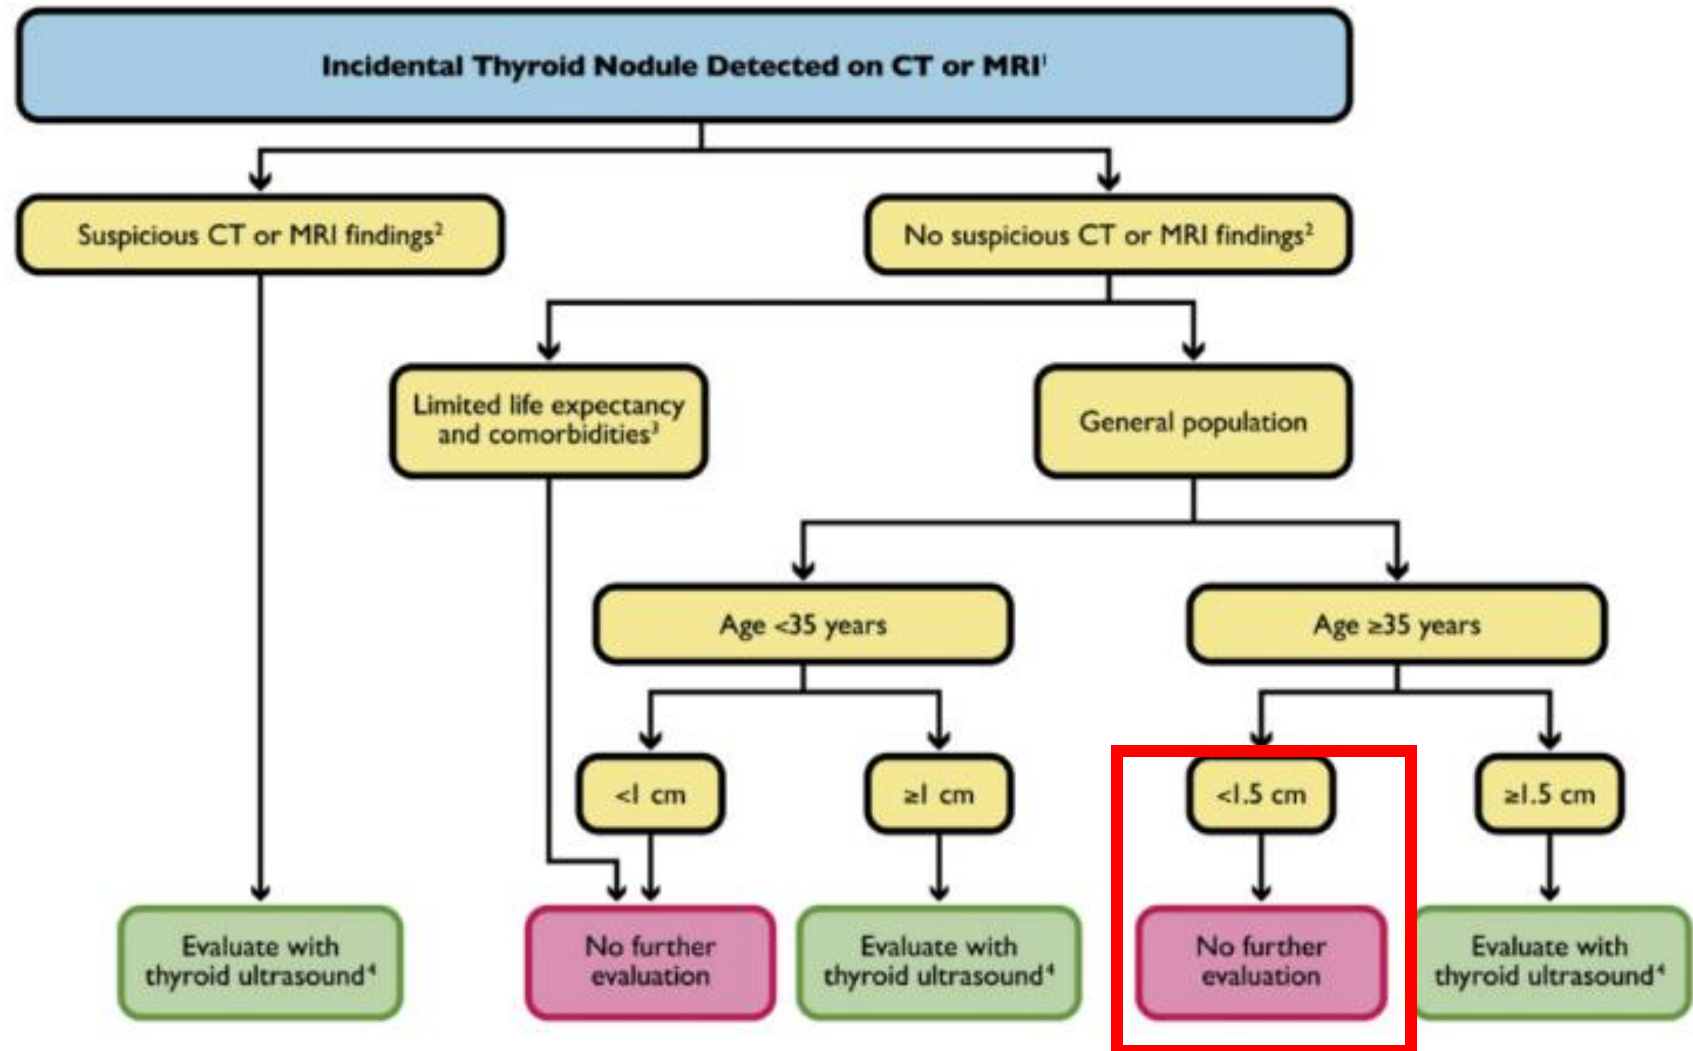 Incidental Thyroid Nodule Detected on CT or MRI¹
Suspicious CT or MRI findings²
No suspicious CT or MRI findings²
Limited life expectancy
and comorbidities³
General population
Age <35 years
Age ≥35 years
<1 cm
≥1 cm
<1.5 cm
≥1.5 cm
Evaluate with
thyroid ultrasound⁴
No further
evaluation
Evaluate with
thyroid ultrasound⁴
No further
evaluation
Evaluate with
thyroid ultrasound⁴